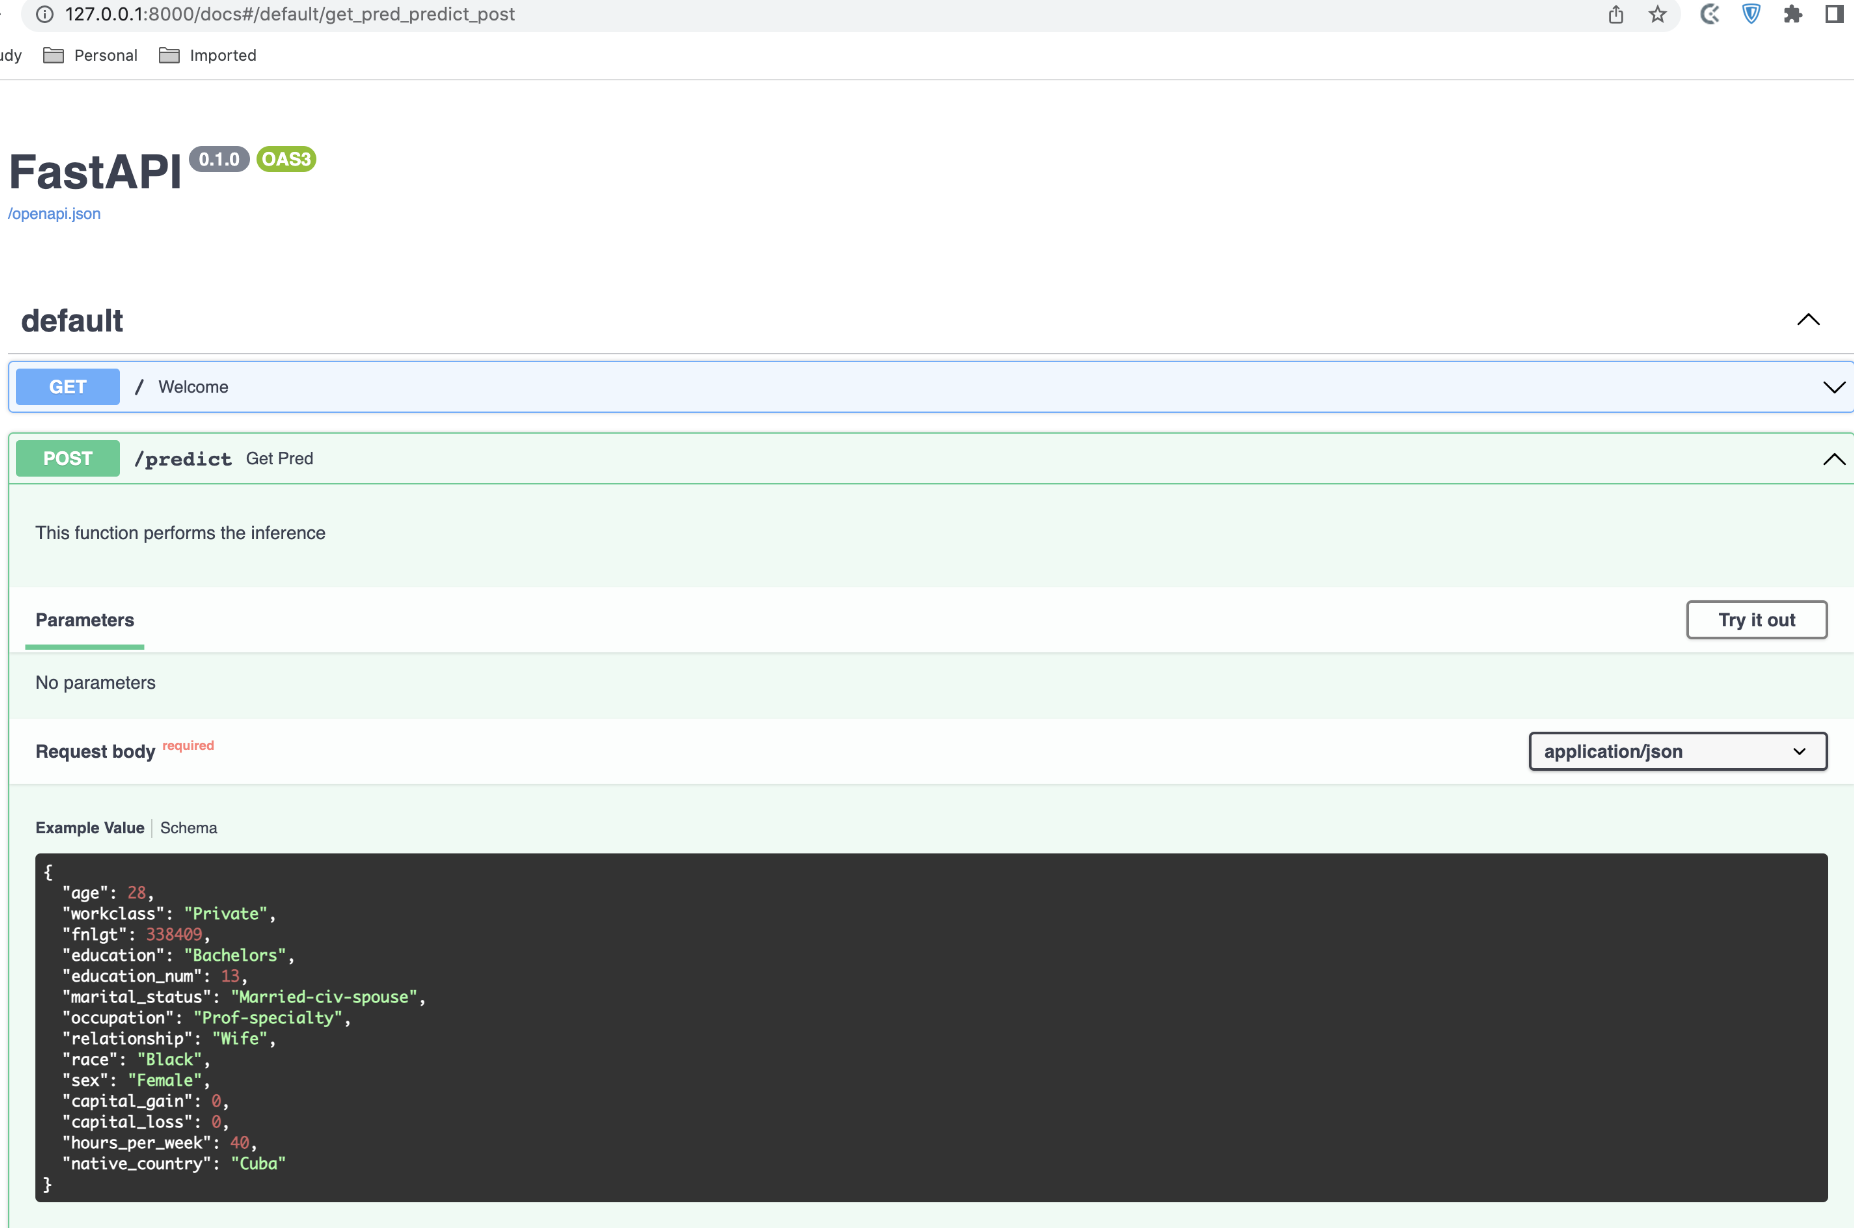 127.0.0.1:8000/docs#/default/get_pred_predict_post
Personal Imported
FastAPI 0.1.0 OAS3
/openapi.json
default
GET / Welcome
POST /predict Get Pred
This function performs the inference
Parameters Try it out
No parameters
Request body required application/json
Example Value Schema
{
"age": 28,
"workclass": "Private",
"fnlgt": 338409,
"education": "Bachelors",
"education_num": 13,
"marital_status": "Married-civ-spouse",
"occupation": "Prof-specialty",
"relationship": "Wife",
"race": "Black",
"sex": "Female",
"capital_gain": 0,
"capital_loss": 0,
"hours_per_week": 40,
"native_country": "Cuba"
}